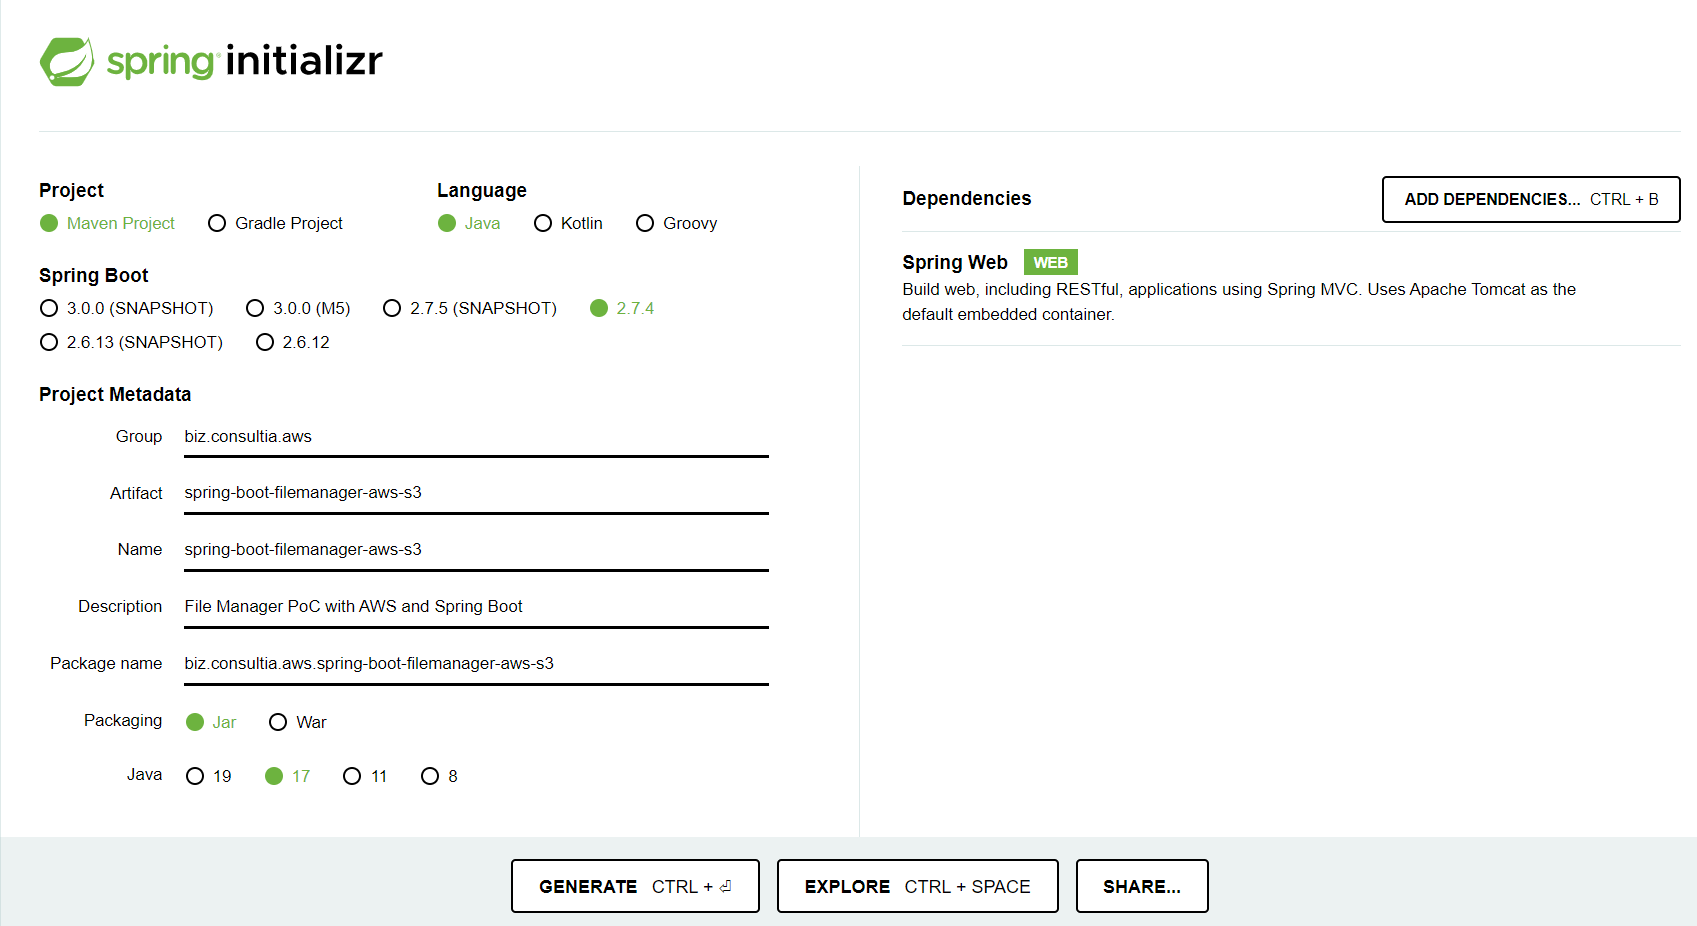 spring initializr
Project
Maven Project Gradle Project
Language
Java Kotlin Groovy
Spring Boot
3.0.0 (SNAPSHOT) 3.0.0 (M5) 2.7.5 (SNAPSHOT) 2.7.4
2.6.13 (SNAPSHOT) 2.6.12
Project Metadata
Group biz.consultia.aws
Artifact spring-boot-filemanager-aws-s3
Name spring-boot-filemanager-aws-s3
Description File Manager PoC with AWS and Spring Boot
Package name biz.consultia.aws.spring-boot-filemanager-aws-s3
Packaging Jar War
Java 19 17 11 8
Dependencies
ADD DEPENDENCIES... CTRL + B
Spring Web WEB
Build web, including RESTful, applications using Spring MVC. Uses Apache Tomcat as the
default embedded container.
GENERATE CTRL + ⏎ EXPLORE CTRL + SPACE SHARE...